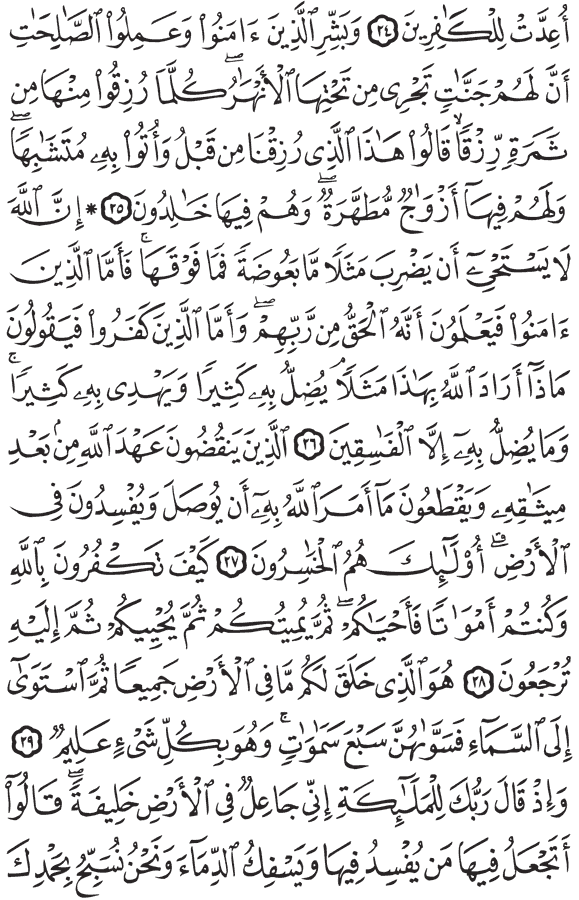 أُعِدَّتْ لِلْكَٰفِرِينَ ۝٢٤ وَبَشِّرِ ٱلَّذِينَ ءَامَنُوا۟ وَعَمِلُوا۟ ٱلصَّٰلِحَٰتِ
أَنَّ لَهُمْ جَنَّٰتٍ تَجْرِى مِن تَحْتِهَا ٱلْأَنْهَٰرُ ۖ كُلَّمَا رُزِقُوا۟ مِنْهَا مِن
ثَمَرَةٍ رِّزْقًا ۙ قَالُوا۟ هَٰذَا ٱلَّذِى رُزِقْنَا مِن قَبْلُ وَأُتُوا۟ بِهِۦ مُتَشَٰبِهًا ۖ
وَلَهُمْ فِيهَآ أَزْوَٰجٌ مُّطَهَّرَةٌ ۖ وَهُمْ فِيهَا خَٰلِدُونَ ۝٢٥ * إِنَّ ٱللَّهَ
لَا يَسْتَحْىِۦٓ أَن يَضْرِبَ مَثَلًا مَّا بَعُوضَةً فَمَا فَوْقَهَا ۚ فَأَمَّا ٱلَّذِينَ
ءَامَنُوا۟ فَيَعْلَمُونَ أَنَّهُ ٱلْحَقُّ مِن رَّبِّهِمْ ۖ وَأَمَّا ٱلَّذِينَ كَفَرُوا۟ فَيَقُولُونَ
مَاذَآ أَرَادَ ٱللَّهُ بِهَٰذَا مَثَلًا ۘ يُضِلُّ بِهِۦ كَثِيرًا وَيَهْدِى بِهِۦ كَثِيرًا ۚ
وَمَا يُضِلُّ بِهِۦٓ إِلَّا ٱلْفَٰسِقِينَ ۝٢٦ ٱلَّذِينَ يَنقُضُونَ عَهْدَ ٱللَّهِ مِنۢ بَعْدِ
مِيثَٰقِهِۦ وَيَقْطَعُونَ مَآ أَمَرَ ٱللَّهُ بِهِۦٓ أَن يُوصَلَ وَيُفْسِدُونَ فِى
ٱلْأَرْضِ ۚ أُو۟لَٰٓئِكَ هُمُ ٱلْخَٰسِرُونَ ۝٢٧ كَيْفَ تَكْفُرُونَ بِٱللَّهِ
وَكُنتُمْ أَمْوَٰتًا فَأَحْيَٰكُمْ ۖ ثُمَّ يُمِيتُكُمْ ثُمَّ يُحْيِيكُمْ ثُمَّ إِلَيْهِ
تُرْجَعُونَ ۝٢٨ هُوَ ٱلَّذِى خَلَقَ لَكُم مَّا فِى ٱلْأَرْضِ جَمِيعًا ثُمَّ ٱسْتَوَىٰٓ
إِلَى ٱلسَّمَآءِ فَسَوَّىٰهُنَّ سَبْعَ سَمَٰوَٰتٍ ۚ وَهُوَ بِكُلِّ شَىْءٍ عَلِيمٌ ۝٢٩
وَإِذْ قَالَ رَبُّكَ لِلْمَلَٰٓئِكَةِ إِنِّى جَاعِلٌ فِى ٱلْأَرْضِ خَلِيفَةً ۖ قَالُوٓا۟
أَتَجْعَلُ فِيهَا مَن يُفْسِدُ فِيهَا وَيَسْفِكُ ٱلدِّمَآءَ وَنَحْنُ نُسَبِّحُ بِحَمْدِكَ